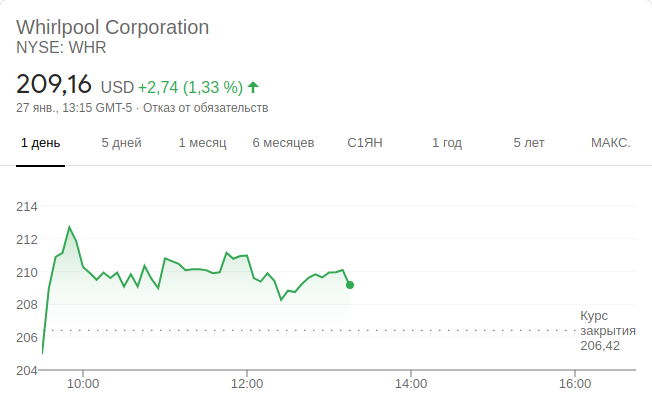 Whirlpool Corporation
NYSE: WHR
209,16 USD +2,74 (1,33 %)
27 янв., 13:15 GMT-5 · Отказ от обязательств
1 день 5 дней 1 месяц 6 месяцев С1ЯН 1 год 5 лет МАКС.
214
212
210
208
206
204
Курс
закрытия
206,42
10:00 12:00 14:00 16:00